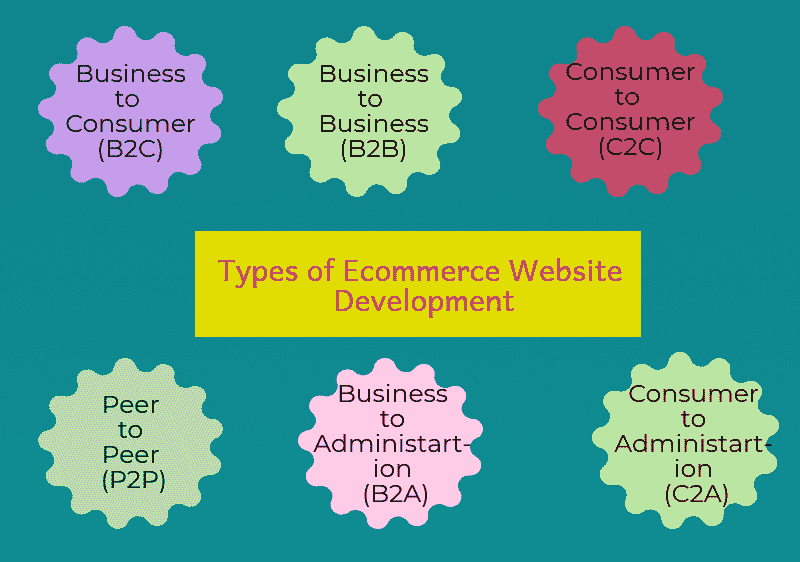 Business
to
Consumer
(B2C)
Business
to
Business
(B2B)
Consumer
to
Consumer
(C2C)
Types of Ecommerce Website
Development
Peer
to
Peer
(P2P)
Business
to
Administart-
ion
(B2A)
Consumer
to
Administart-
ion
(C2A)